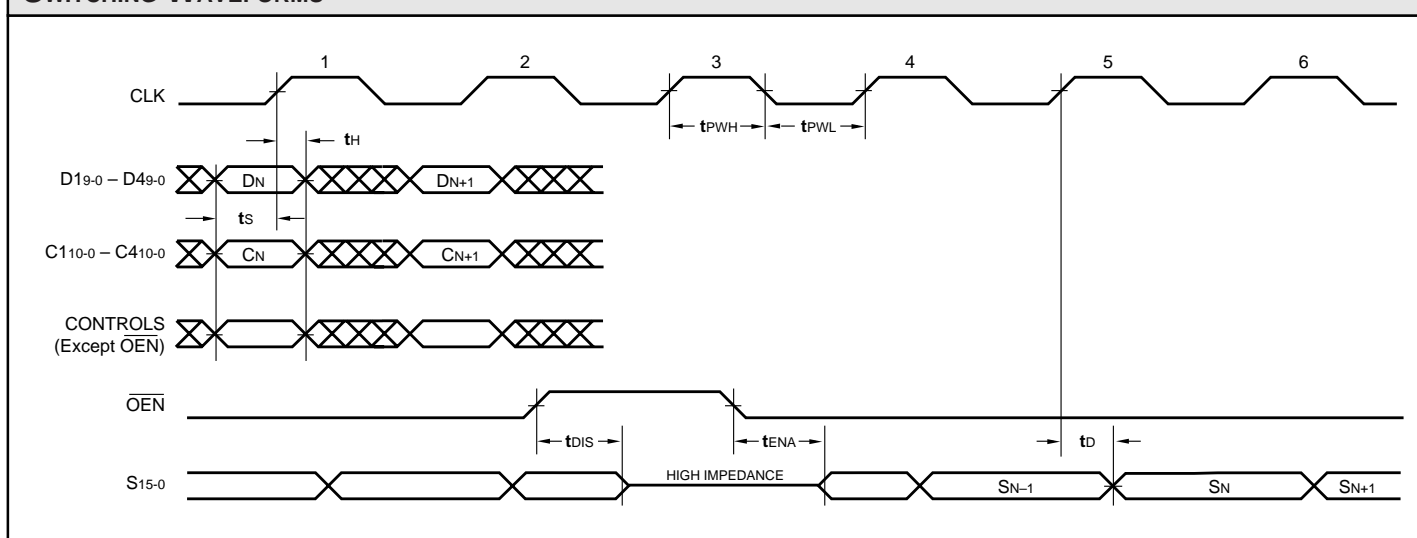 SWITCHING WAVEFORMS
1 2 3 4 5 6
CLK
tPWH tPWL
tH
D19-0 – D49-0 DN DN+1
tS
C110-0 – C410-0 CN CN+1
CONTROLS
(Except OEN)
OEN
tDIS tENA tD
S15-0 HIGH IMPEDANCE SN–1 SN SN+1